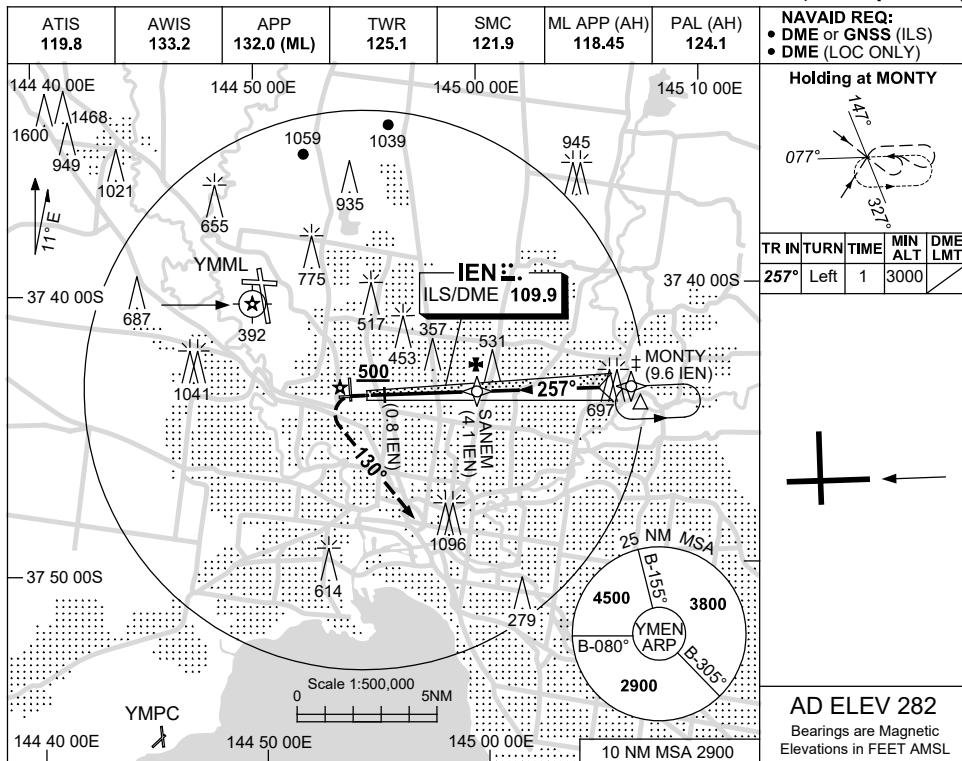 ATIS
119.8
AWIS
133.2
APP
132.0 (ML)
TWR
125.1
SMC
121.9
ML APP (AH)
118.45
PAL (AH)
124.1
NAVAID REQ:
• DME or GNSS (ILS)
• DME (LOC ONLY)
144 40 00E
144 50 00E
145 00 00E
145 10 00E
Holding at MONTY
147°
077°
327°
TR IN
TURN
TIME
MIN ALT
DME LMT
257°
Left
1
3000
1600
1468
949
1021
1059
1039
945
935
655
775
11° E
YMML
IEN
ILS/DME 109.9
37 40 00S
37 40 00S
687
392
517
453
357
531
1041
500
257°
MONTY
(9.6 IEN)
697
(0.8 IEN)
SANEM
(4.1 IEN)
130°
1096
37 50 00S
614
279
25 NM MSA
B-155°
4500
3800
YMEN
ARP
B-080°
B-305°
2900
Scale 1:500,000
0
5NM
YMPC
144 40 00E
144 50 00E
145 00 00E
10 NM MSA 2900
AD ELEV 282
Bearings are Magnetic
Elevations in FEET AMSL